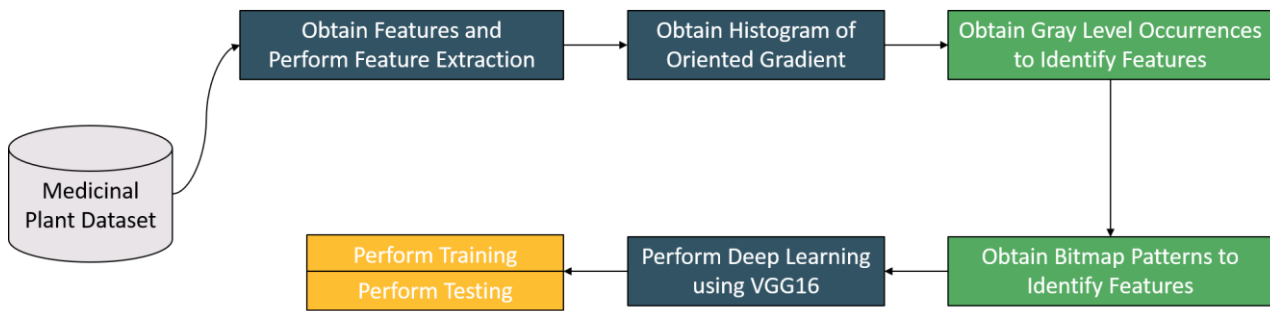 Medicinal
Plant Dataset
Obtain Features and
Perform Feature Extraction
Obtain Histogram of
Oriented Gradient
Obtain Gray Level Occurrences
to Identify Features
Obtain Bitmap Patterns to
Identify Features
Perform Deep Learning
using VGG16
Perform Training
Perform Testing